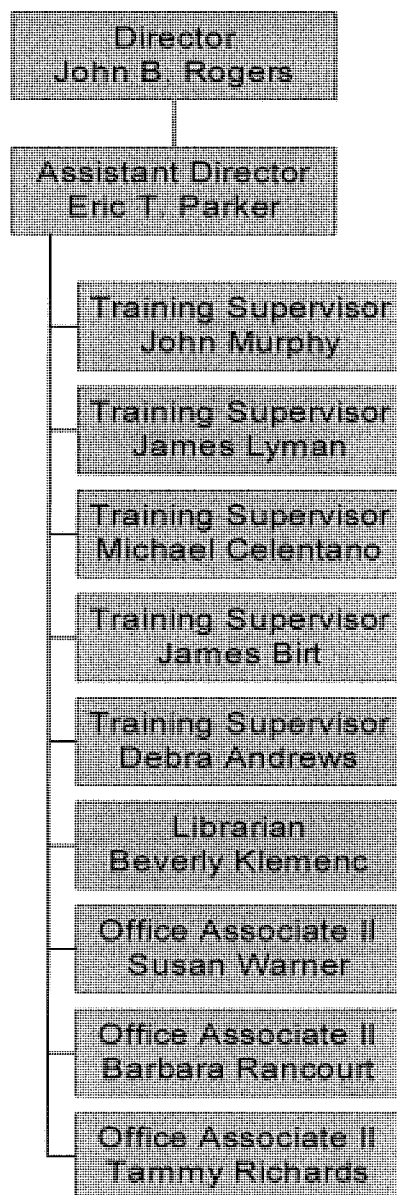 Director
John B. Rogers
Assistant Director
Eric T. Parker
Training Supervisor
John Murphy
Training Supervisor
James Lyman
Training Supervisor
Michael Celentano
Training Supervisor
James Birt
Training Supervisor
Debra Andrews
Librarian
Beverly Klemenc
Office Associate II
Susan Warner
Office Associate II
Barbara Rancourt
Office Associate II
Tammy Richards